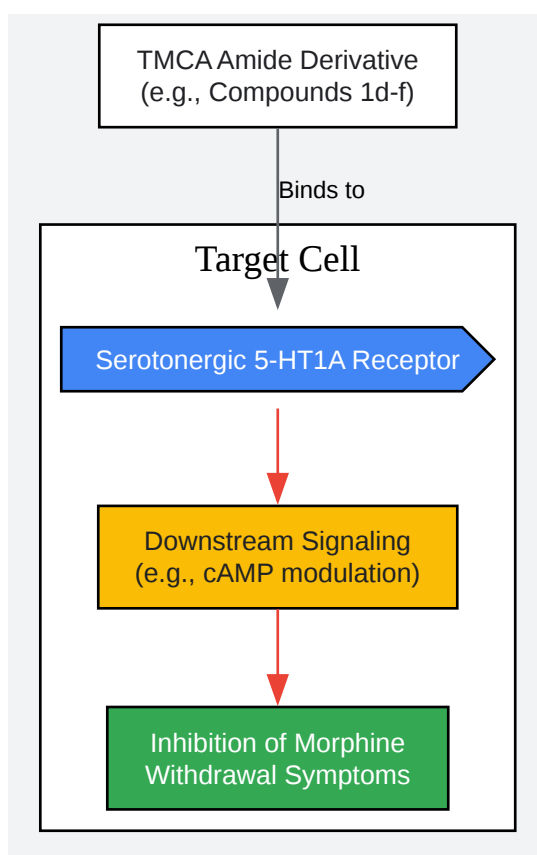 TMCA Amide Derivative
(e.g., Compounds 1d-f)
Binds to
Target Cell
Serotonergic 5-HT1A Receptor
Downstream Signaling
(e.g., cAMP modulation)
Inhibition of Morphine
Withdrawal Symptoms